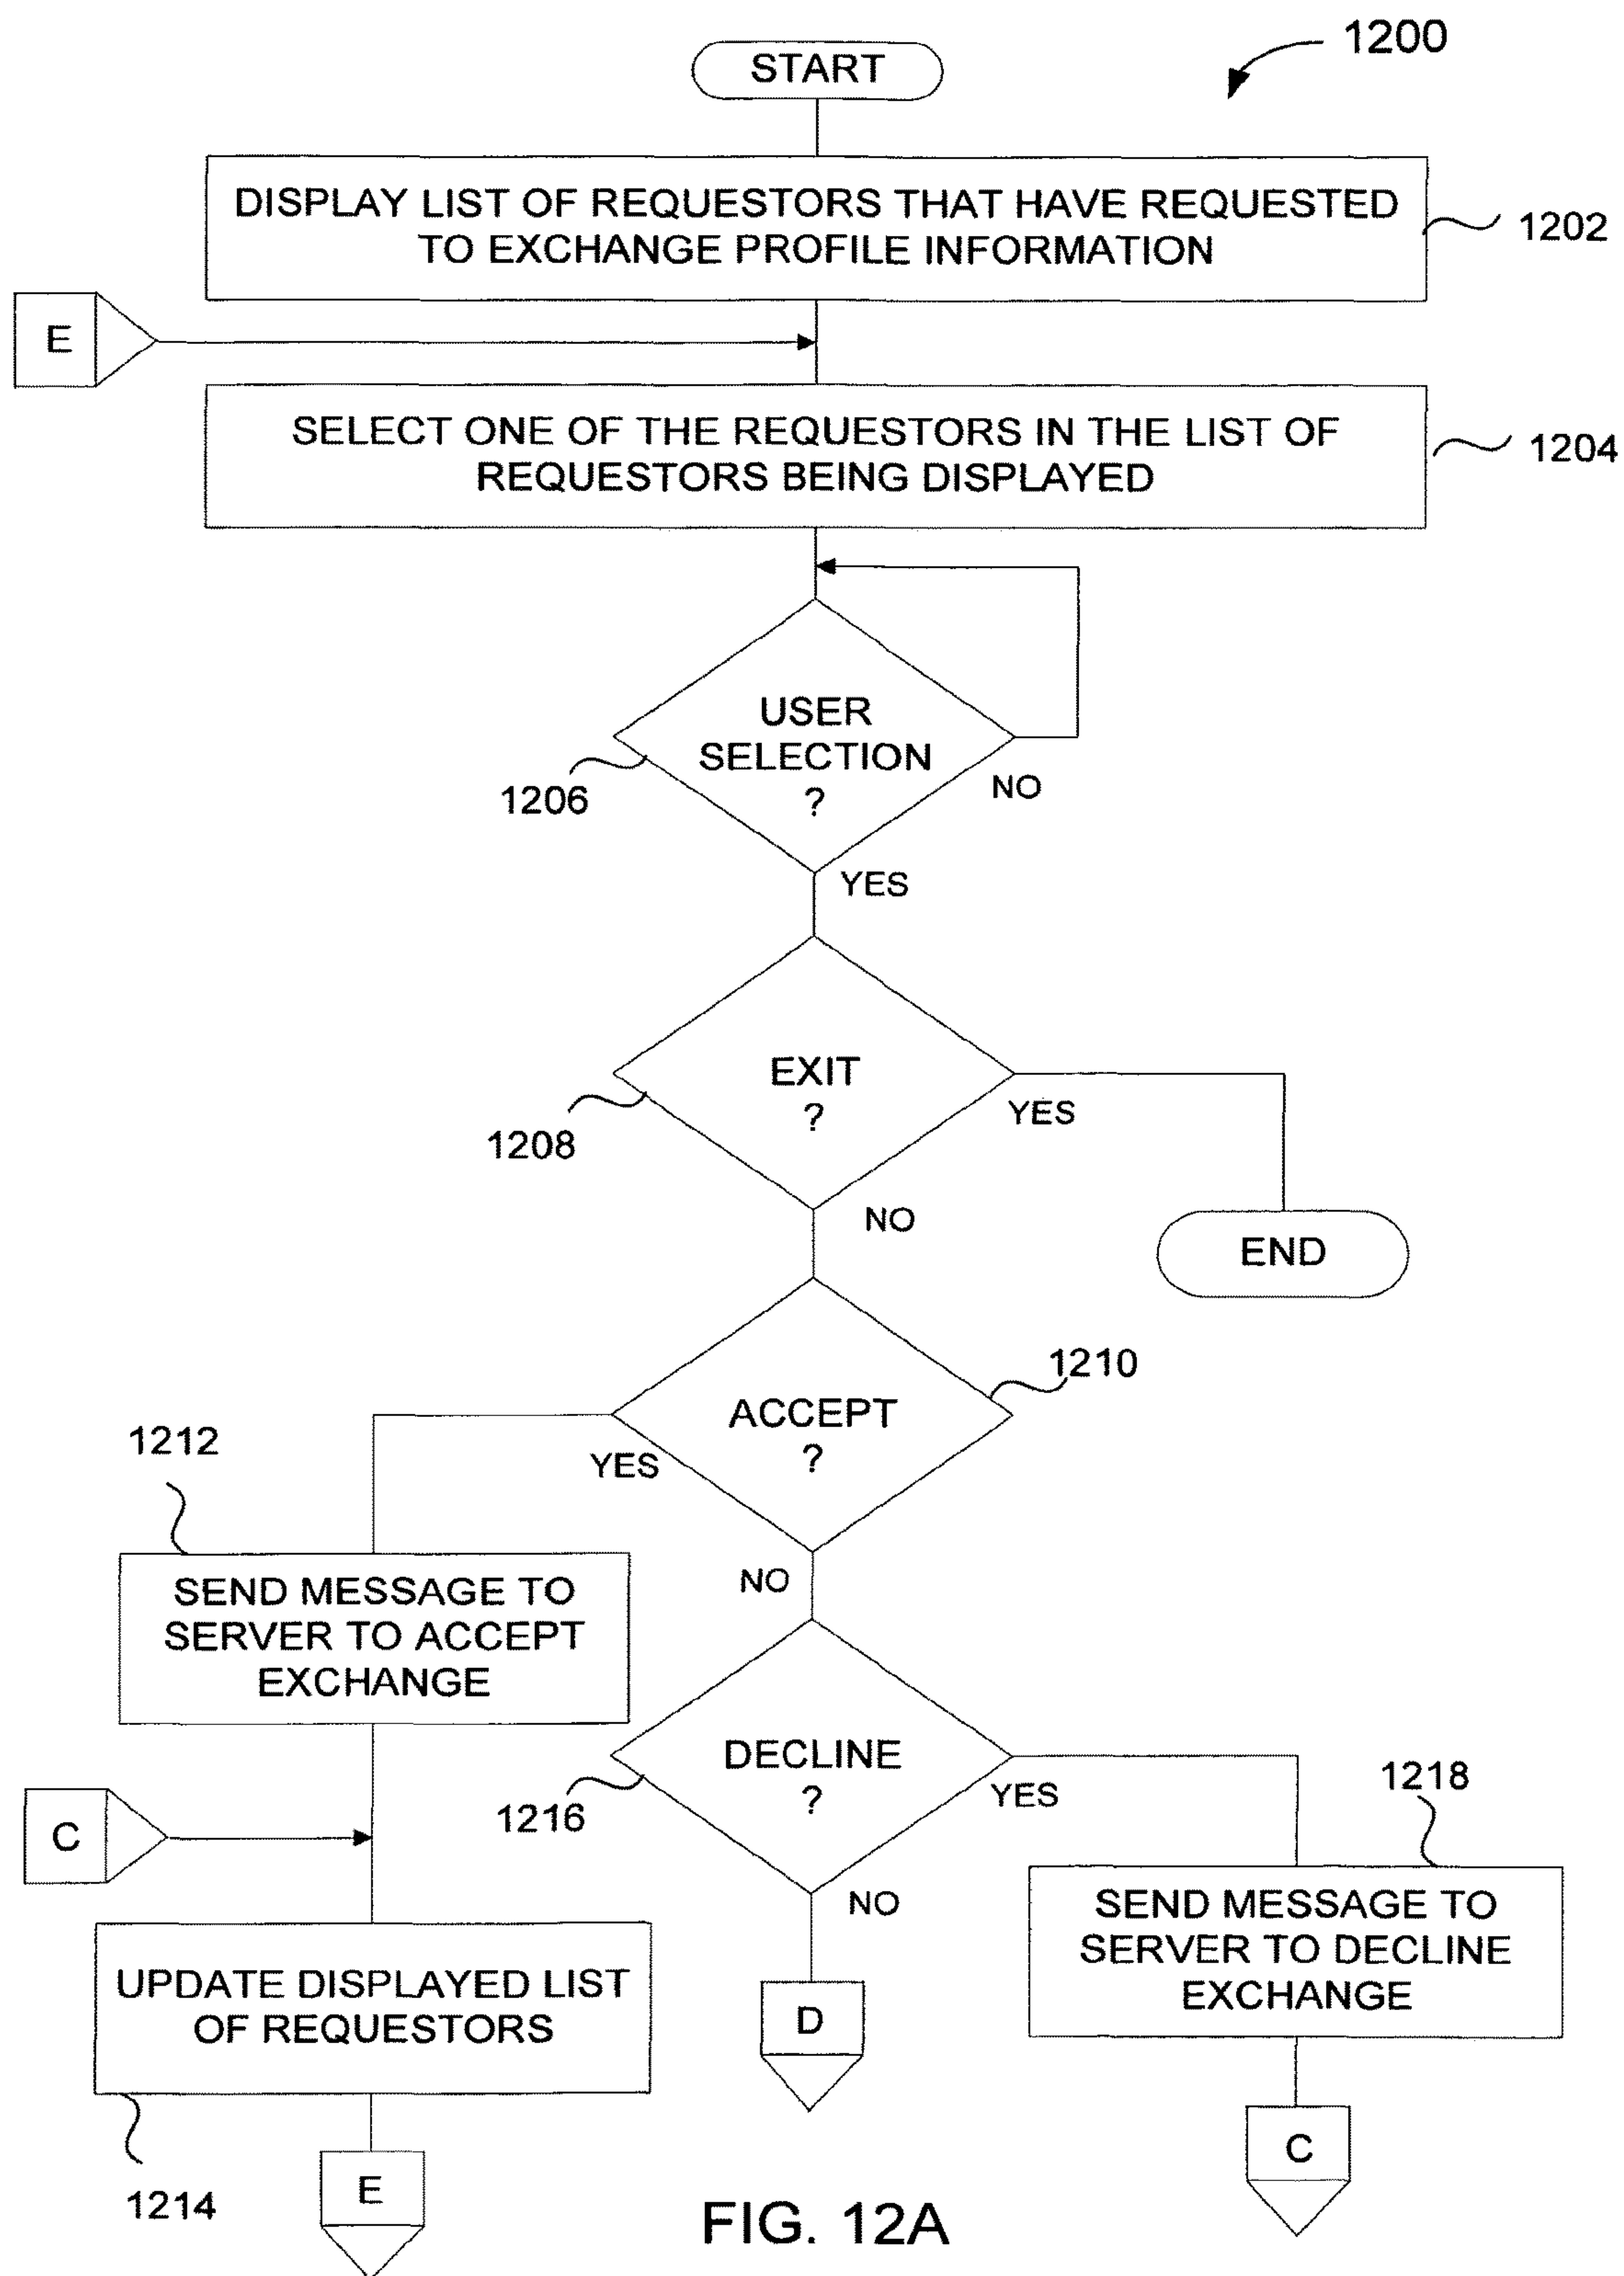 1200
START
DISPLAY LIST OF REQUESTORS THAT HAVE REQUESTED
TO EXCHANGE PROFILE INFORMATION
1202
E
SELECT ONE OF THE REQUESTORS IN THE LIST OF
REQUESTORS BEING DISPLAYED
1204
USER
SELECTION
?
1206
NO
YES
EXIT
?
1208
YES
NO
END
ACCEPT
?
1210
YES
NO
1212
SEND MESSAGE TO
SERVER TO ACCEPT
EXCHANGE
DECLINE
?
1216
YES
NO
1218
SEND MESSAGE TO
SERVER TO DECLINE
EXCHANGE
C
UPDATE DISPLAYED LIST
OF REQUESTORS
1214
D
C
E
FIG. 12A